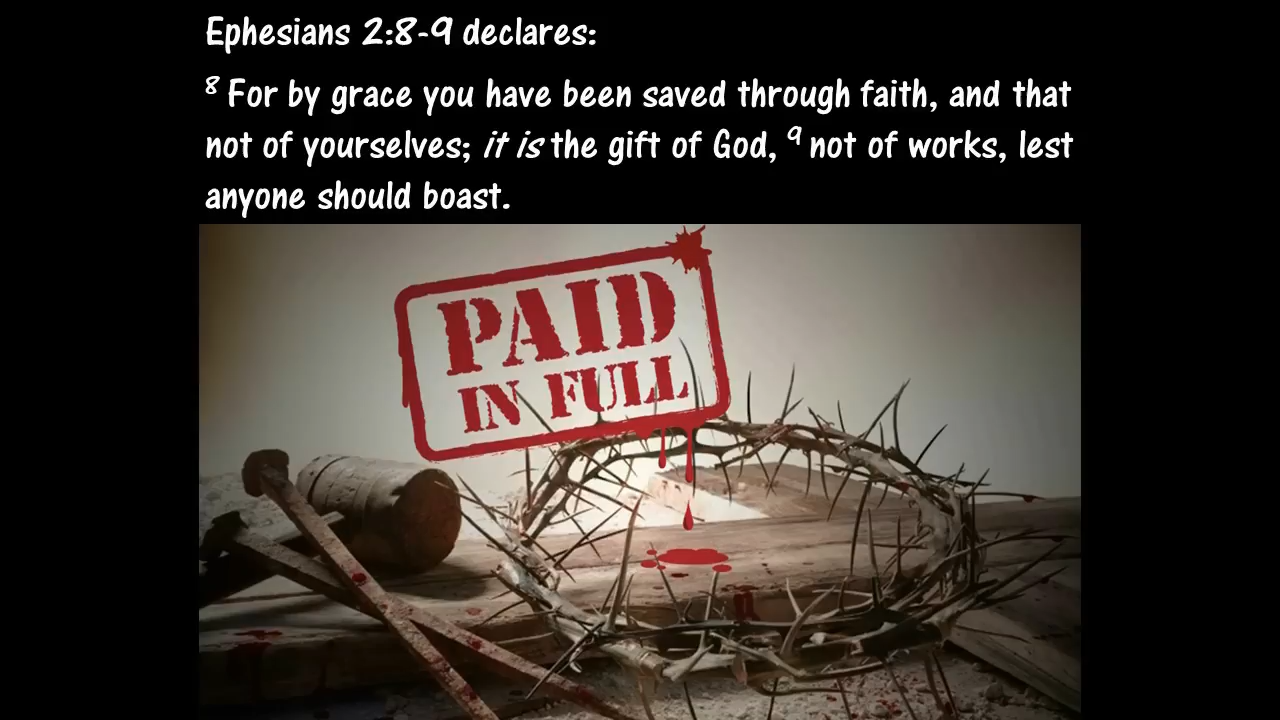 Ephesians 2:8-9 declares:
⁸ For by grace you have been saved through faith, and that
not of yourselves; it is the gift of God, ⁹ not of works, lest
anyone should boast.
PAID
IN FULL